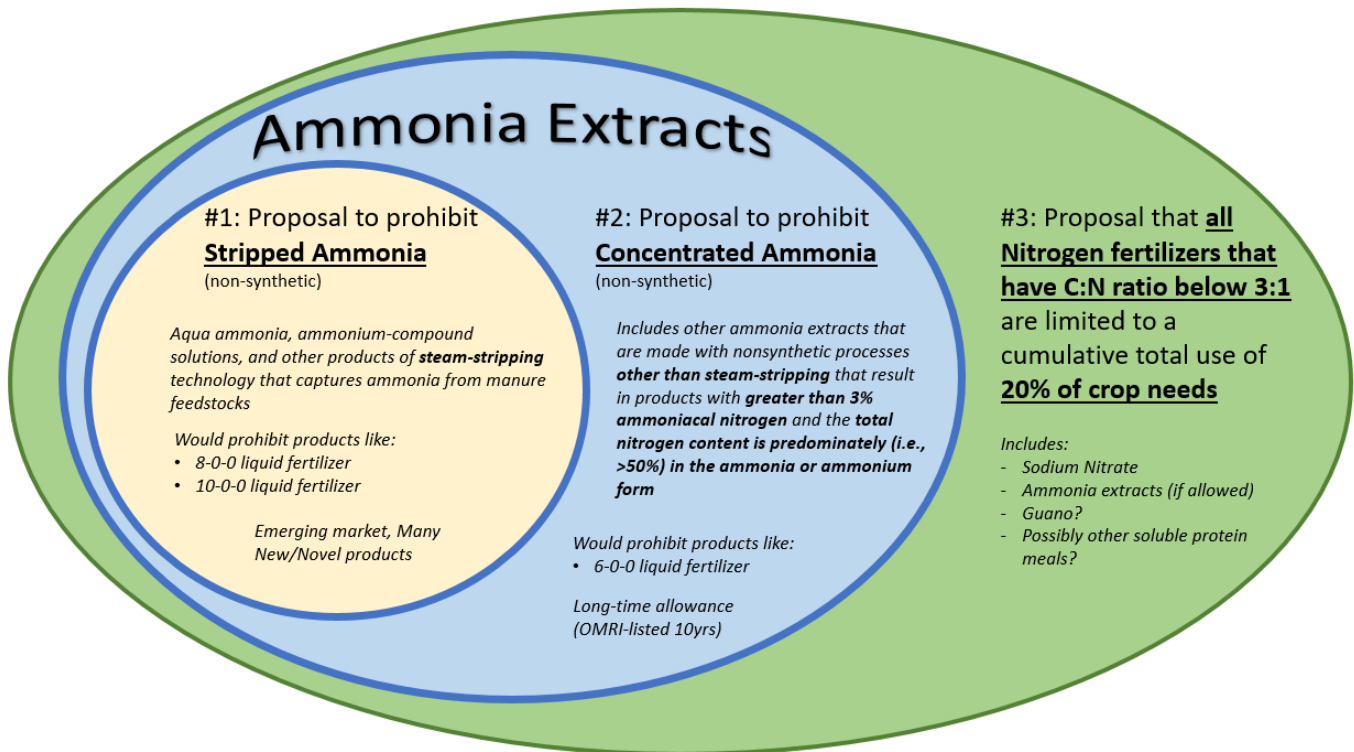 Ammonia Extracts
#1: Proposal to prohibit
Stripped Ammonia
(non-synthetic)
Aqua ammonia, ammonium-compound
solutions, and other products of steam-stripping
technology that captures ammonia from manure
feedstocks
Would prohibit products like:
• 8-0-0 liquid fertilizer
• 10-0-0 liquid fertilizer
Emerging market, Many
New/Novel products
#2: Proposal to prohibit
Concentrated Ammonia
(non-synthetic)
Includes other ammonia extracts that
are made with nonsynthetic processes
other than steam-stripping that result
in products with greater than 3%
ammoniacal nitrogen and the total
nitrogen content is predominately (i.e.,
>50%) in the ammonia or ammonium
form
Would prohibit products like:
• 6-0-0 liquid fertilizer
Long-time allowance
(OMRI-listed 10yrs)
#3: Proposal that all
Nitrogen fertilizers that
have C:N ratio below 3:1
are limited to a
cumulative total use of
20% of crop needs
Includes:
- Sodium Nitrate
- Ammonia extracts (if allowed)
- Guano?
- Possibly other soluble protein
meals?